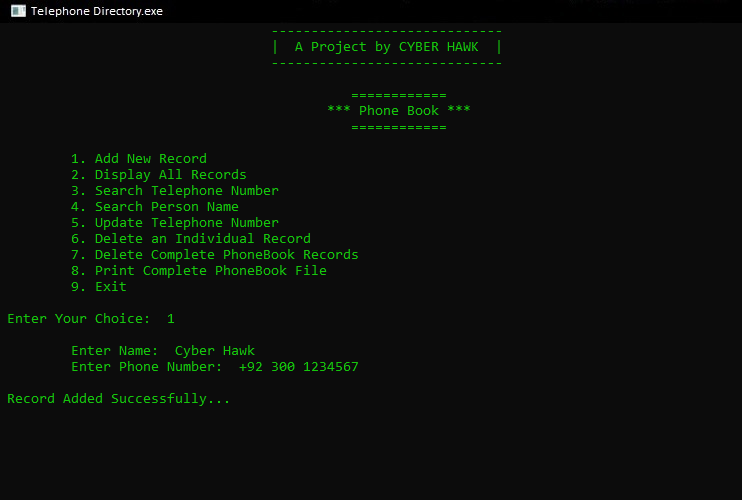 Telephone Directory.exe
-----------------------------
|  A Project by CYBER HAWK  |
-----------------------------
============
*** Phone Book ***
============
1. Add New Record
2. Display All Records
3. Search Telephone Number
4. Search Person Name
5. Update Telephone Number
6. Delete an Individual Record
7. Delete Complete PhoneBook Records
8. Print Complete PhoneBook File
9. Exit
Enter Your Choice:  1
Enter Name:  Cyber Hawk
Enter Phone Number:  +92 300 1234567
Record Added Successfully...